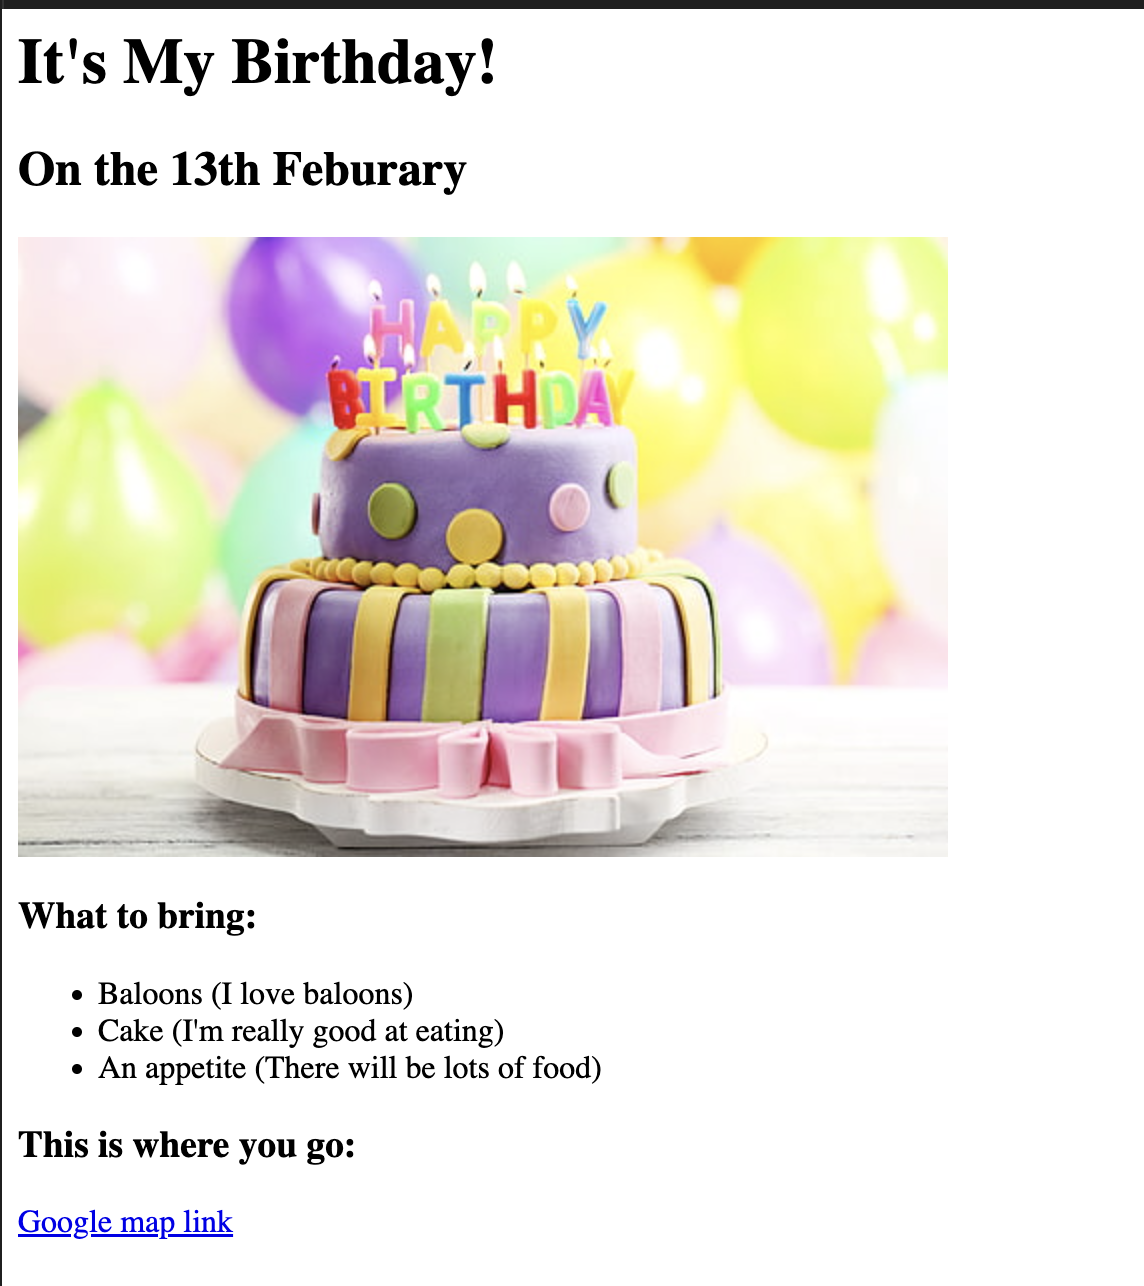 It's My Birthday!
On the 13th Feburary
HAPPY
BIRTHDAY
What to bring:
Baloons (I love baloons)
Cake (I'm really good at eating)
An appetite (There will be lots of food)
This is where you go:
Google map link